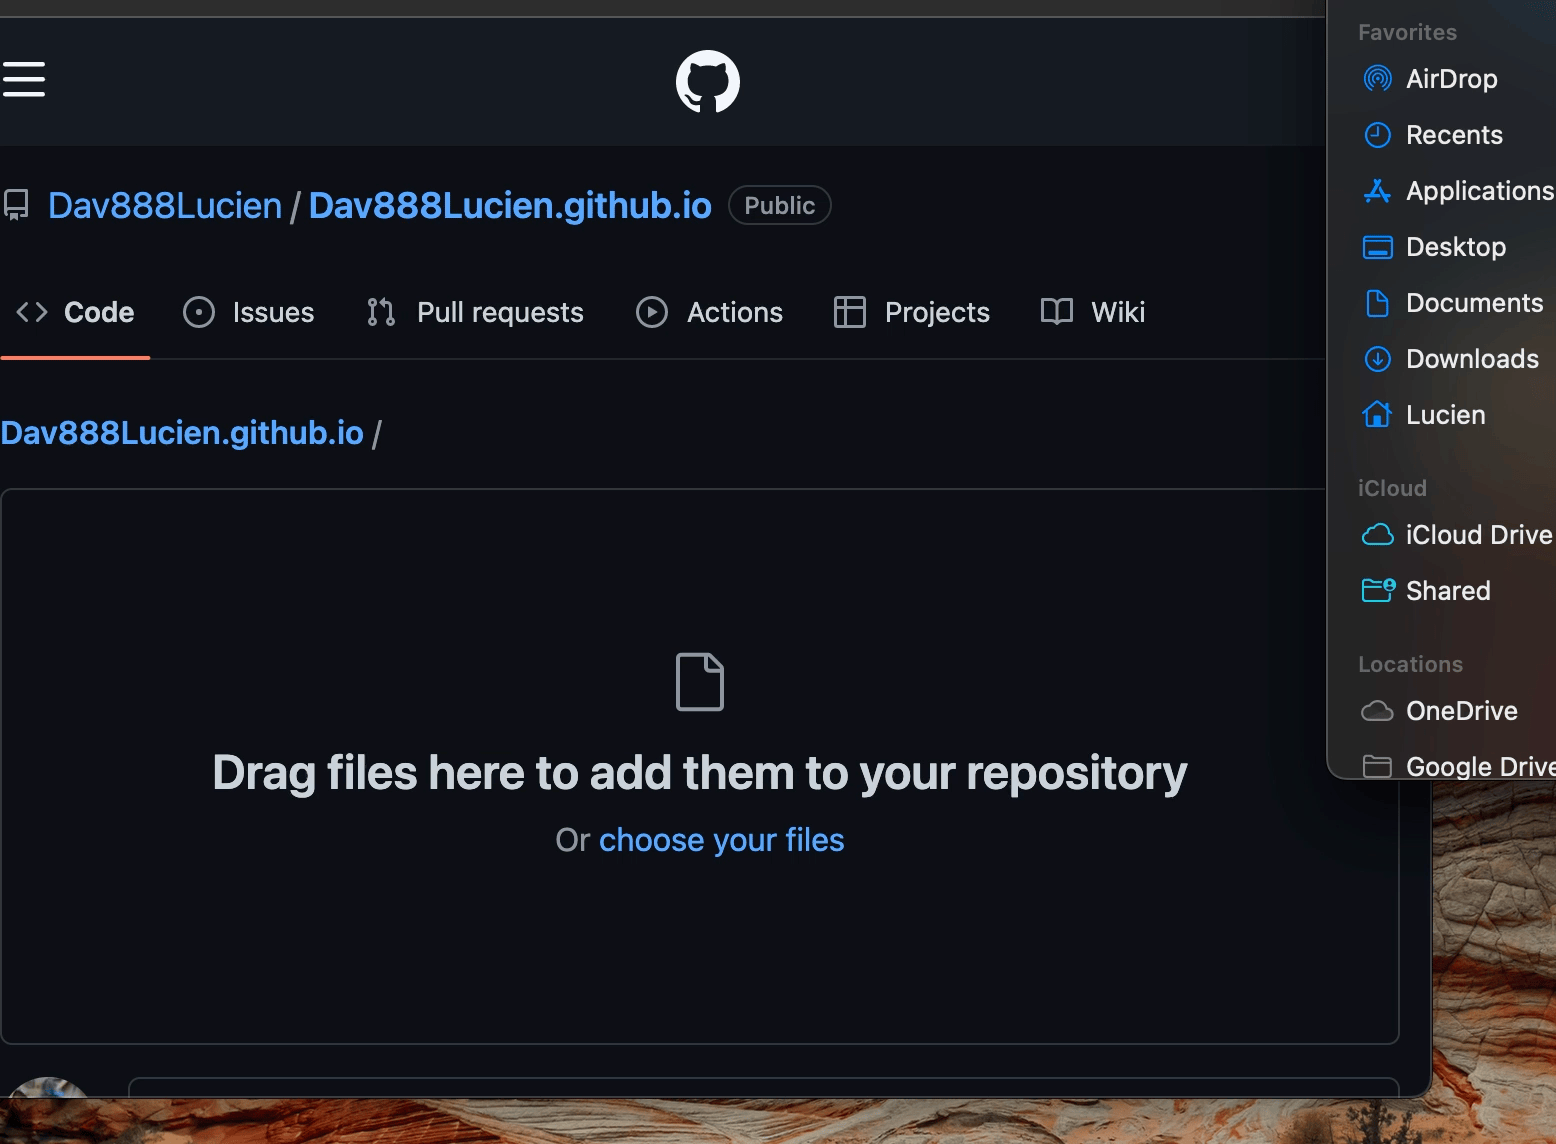 Dav888Lucien / Dav888Lucien.github.io Public
Code Issues Pull requests Actions Projects Wiki
Dav888Lucien.github.io /
Drag files here to add them to your repository
Or choose your files
Favorites
AirDrop
Recents
Applications
Desktop
Documents
Downloads
Lucien
iCloud
iCloud Drive
Shared
Locations
OneDrive
Google Drive